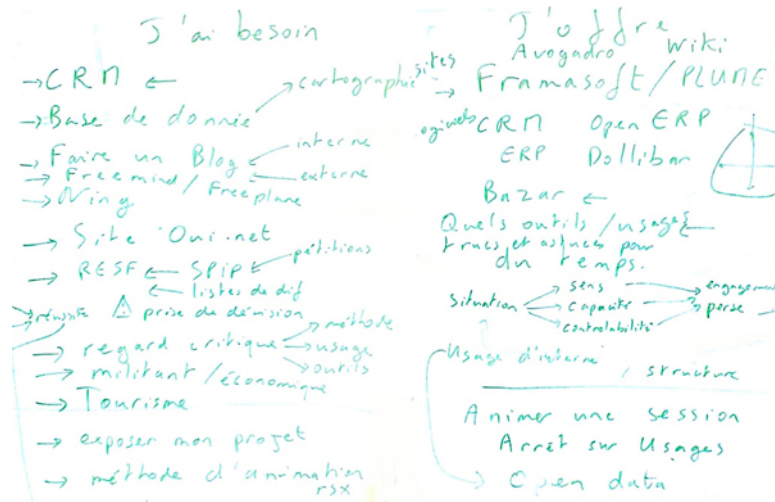 J'ai besoin
→ CRM ←
cartographie
→ Base de donnée
interne
→ Faire un Blog
externe
→ Freemind / Freeplane
→ Ning
→ Site Oui.net
pétitions
→ RESF ← SPIP ←
← listes de dif
réussite ⚠ prise de décision
méthode
→ regard critique → usage
outils
→ militant / économique
→ Tourisme
→ exposer mon projet
→ méthode d'animation
rsx
J'offre
Avogadro Wiki
sites
→ Framasoft / PLUME
ogiciels CRM Open ERP
ERP Dollibar
Bazar ←
Quels outils / usages ←
trucs et astuces pour
du temps.
sens
engagement
situation → capacité
perse
controlabilité
Usage d'interne
/ structure
Animer une session
Arrêt sur Usages
→ Open data